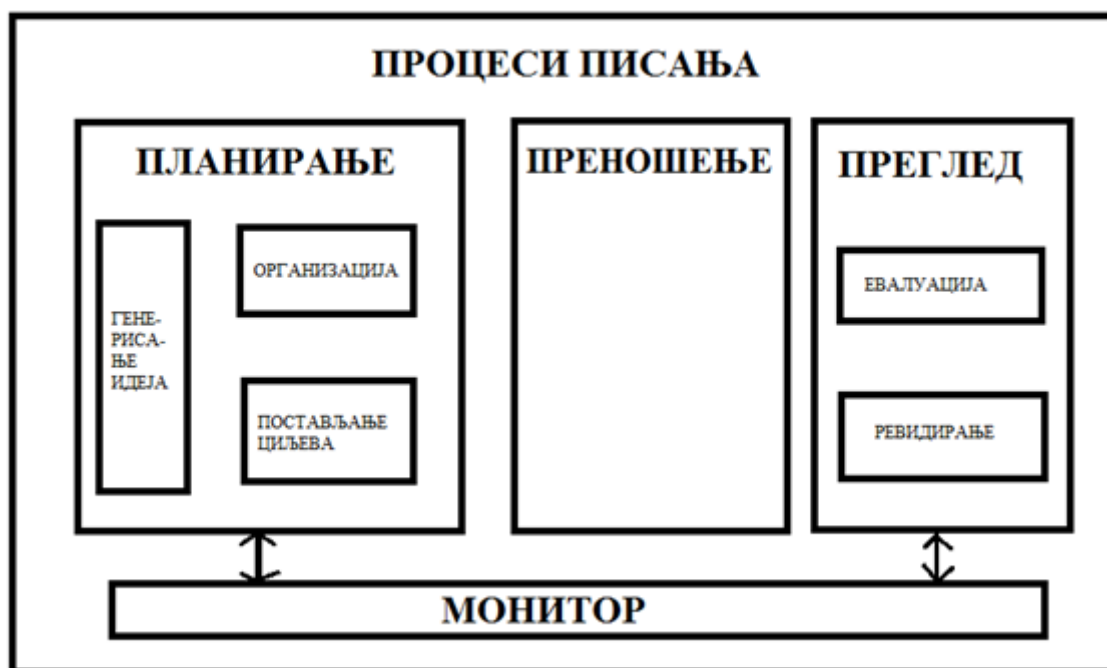 ПРОЦЕСИ ПИСАЊА
ПЛАНИРАЊЕ
ГЕНЕ-
РИСА-
ЊЕ
ИДЕЈА
ОРГАНИЗАЦИЈА
ПОСТАВЉАЊЕ
ЦИЉЕВА
ПРЕНОШЕЊЕ
ПРЕГЛЕД
ЕВАЛУАЦИЈА
РЕВИДИРАЊЕ
МОНИТОР